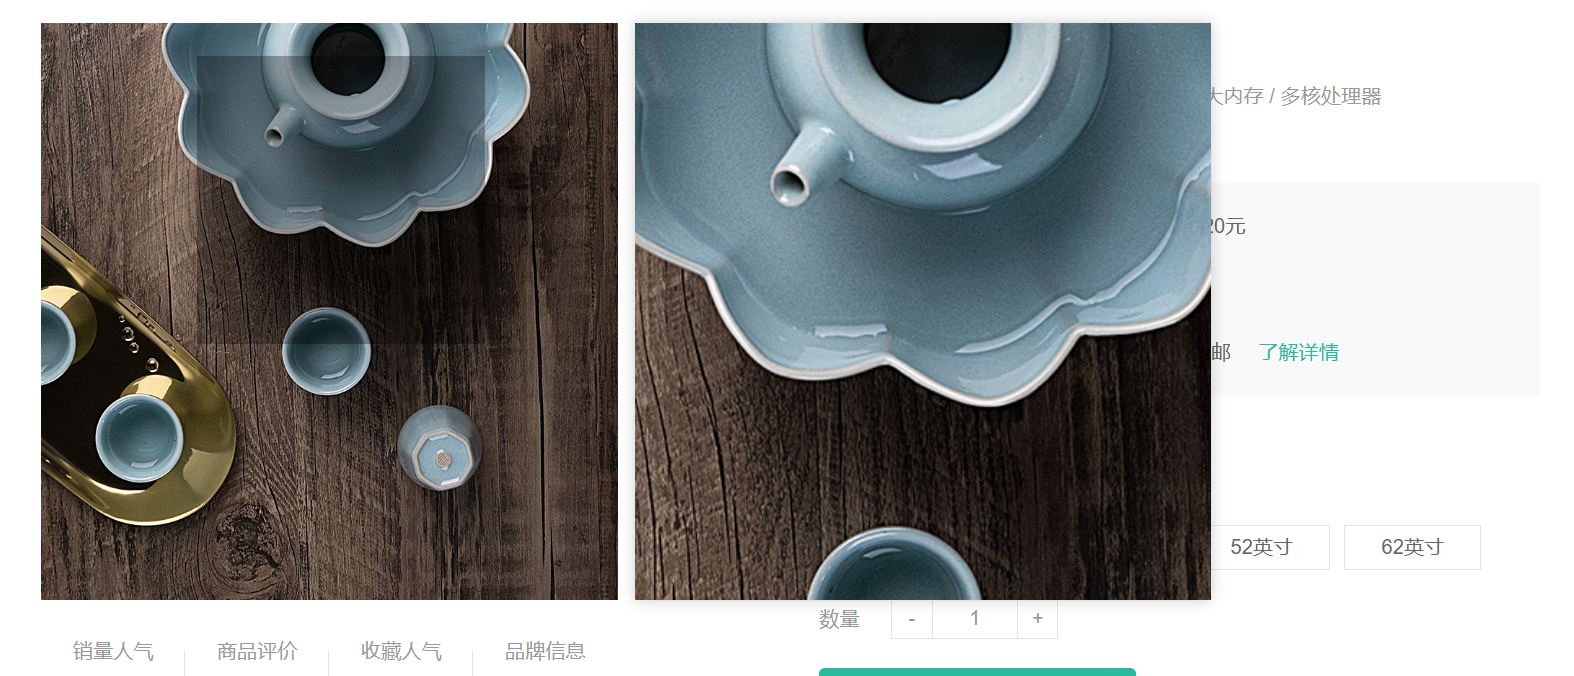 内存 / 多核处理器
20元
邮 了解详情
52英寸 62英寸
数量 - 1 +
销量人气 商品评价 收藏人气 品牌信息